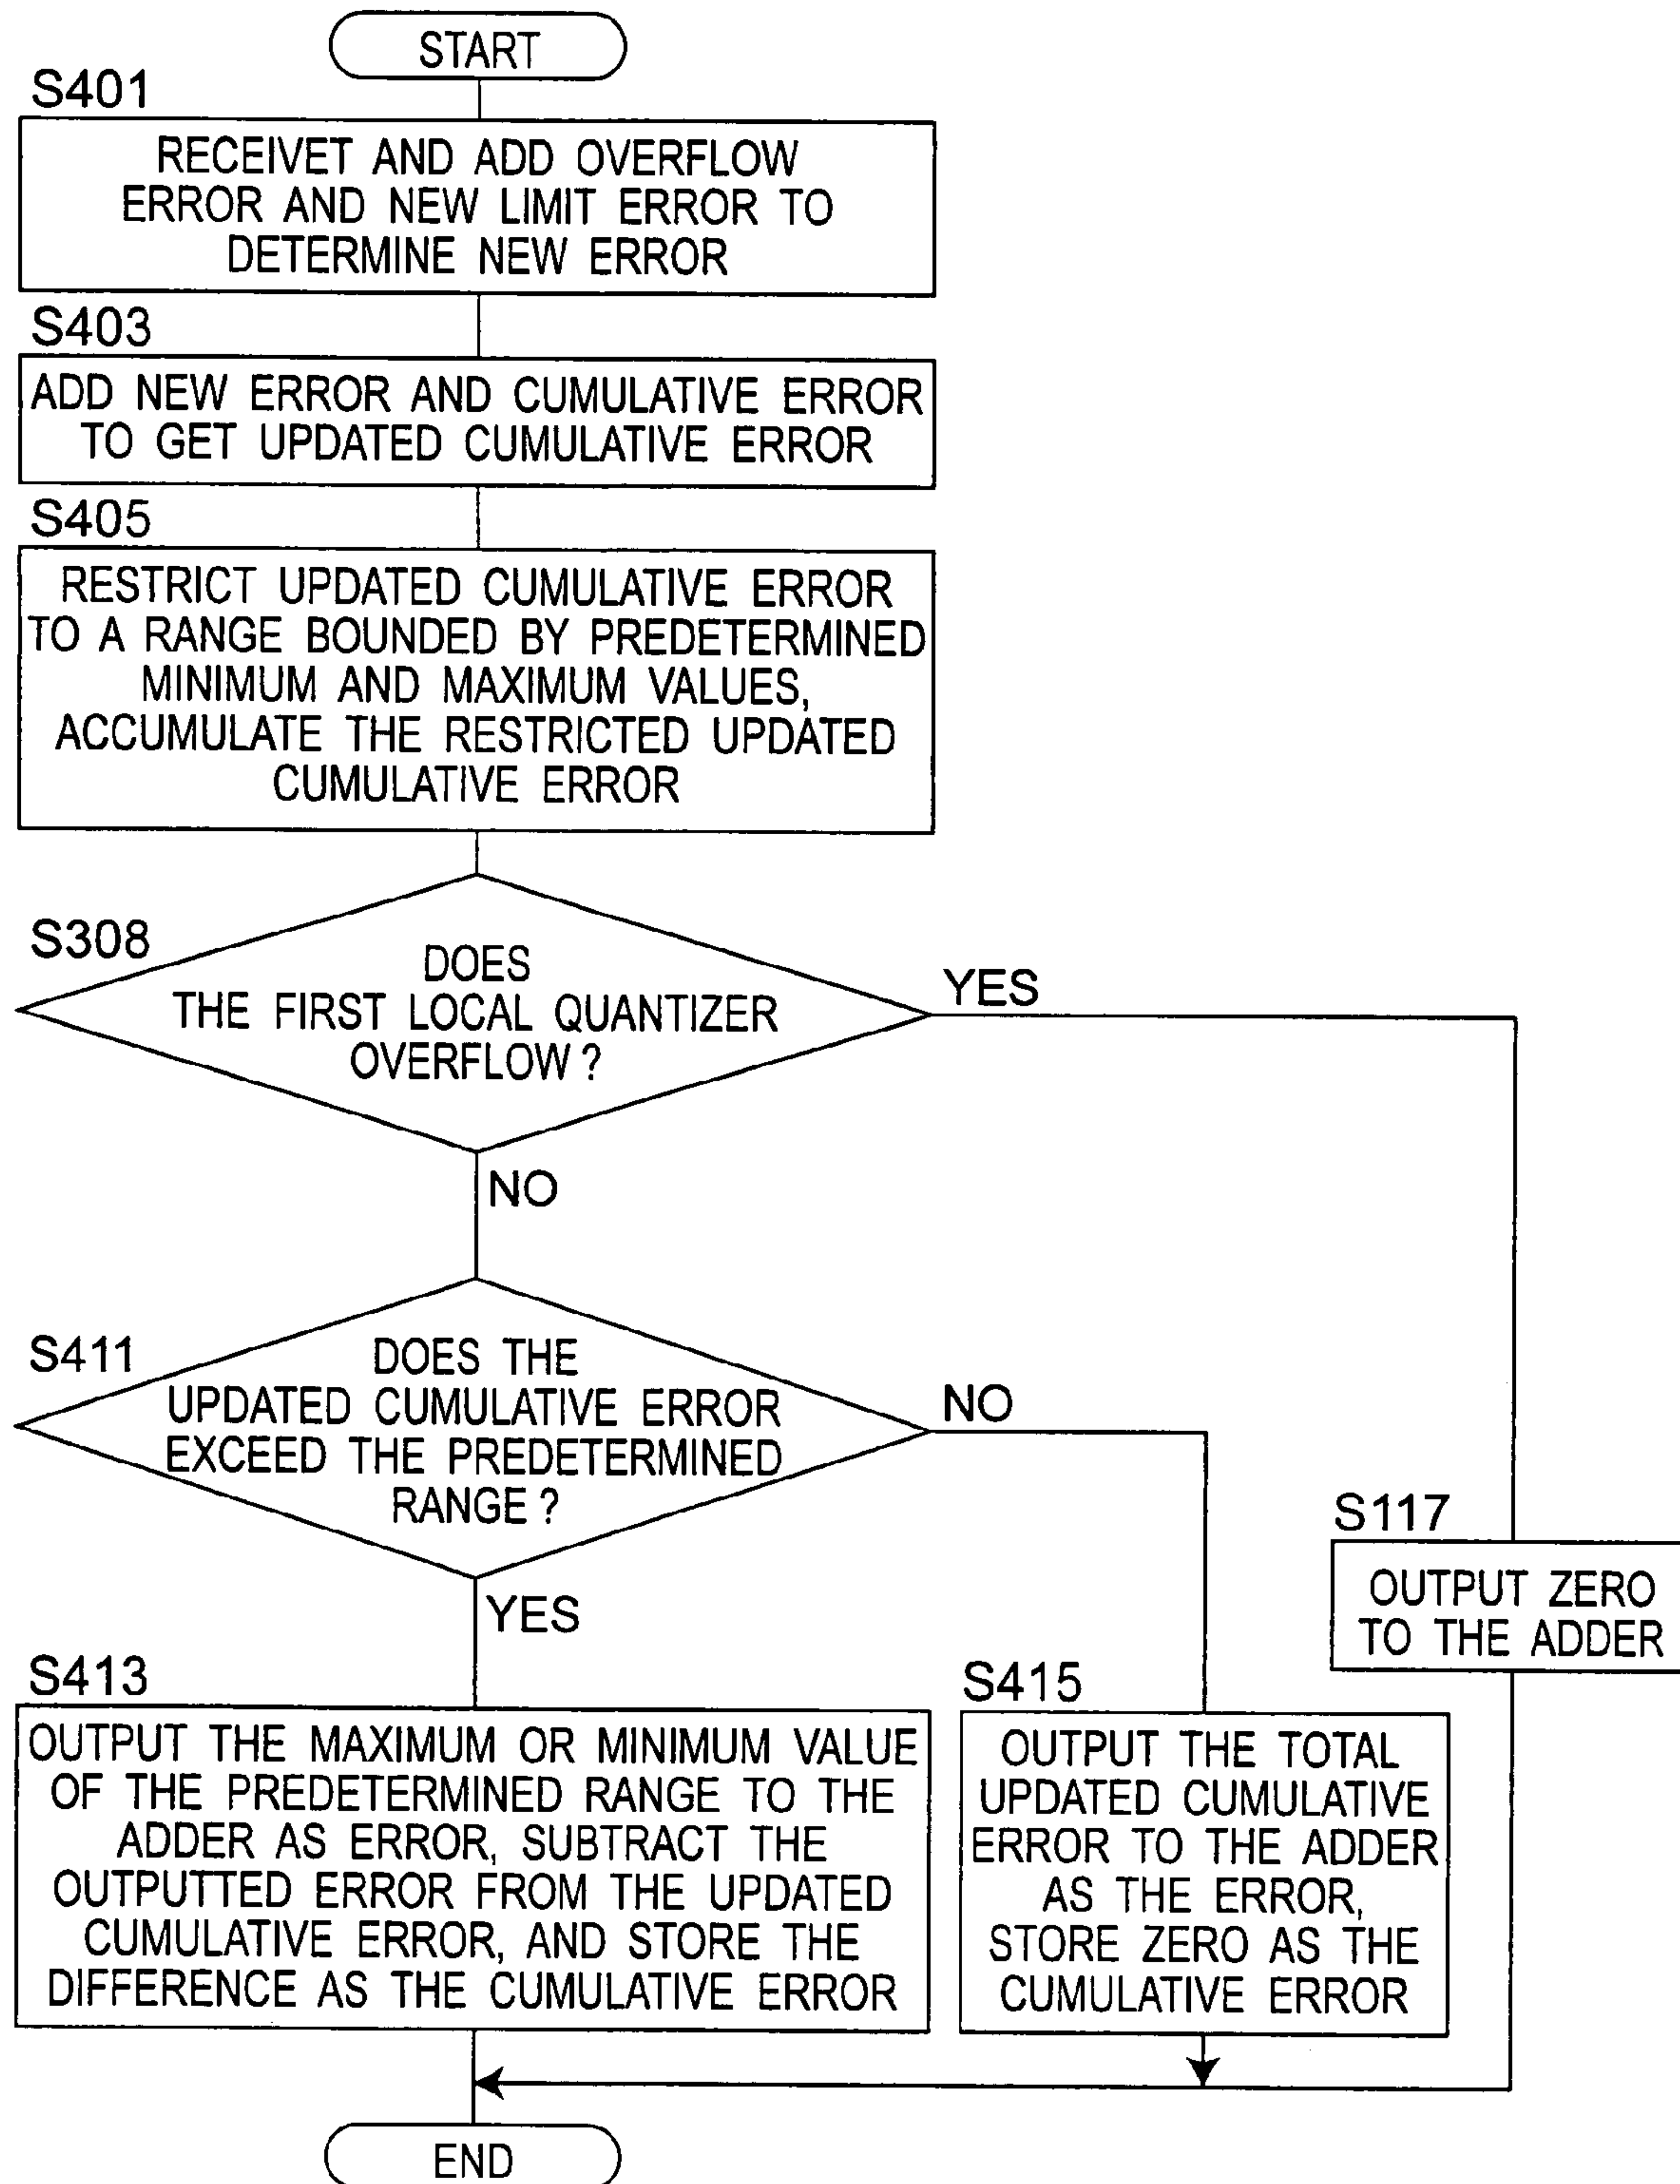 START
S401
RECEIVET AND ADD OVERFLOW
ERROR AND NEW LIMIT ERROR TO
DETERMINE NEW ERROR
S403
ADD NEW ERROR AND CUMULATIVE ERROR
TO GET UPDATED CUMULATIVE ERROR
S405
RESTRICT UPDATED CUMULATIVE ERROR
TO A RANGE BOUNDED BY PREDETERMINED
MINIMUM AND MAXIMUM VALUES,
ACCUMULATE THE RESTRICTED UPDATED
CUMULATIVE ERROR
S308
DOES
THE FIRST LOCAL QUANTIZER
OVERFLOW?
YES
NO
S411
DOES THE
UPDATED CUMULATIVE ERROR
EXCEED THE PREDETERMINED
RANGE?
NO
YES
S117
OUTPUT ZERO
TO THE ADDER
S413
OUTPUT THE MAXIMUM OR MINIMUM VALUE
OF THE PREDETERMINED RANGE TO THE
ADDER AS ERROR, SUBTRACT THE
OUTPUTTED ERROR FROM THE UPDATED
CUMULATIVE ERROR, AND STORE THE
DIFFERENCE AS THE CUMULATIVE ERROR
S415
OUTPUT THE TOTAL
UPDATED CUMULATIVE
ERROR TO THE ADDER
AS THE ERROR,
STORE ZERO AS THE
CUMULATIVE ERROR
END